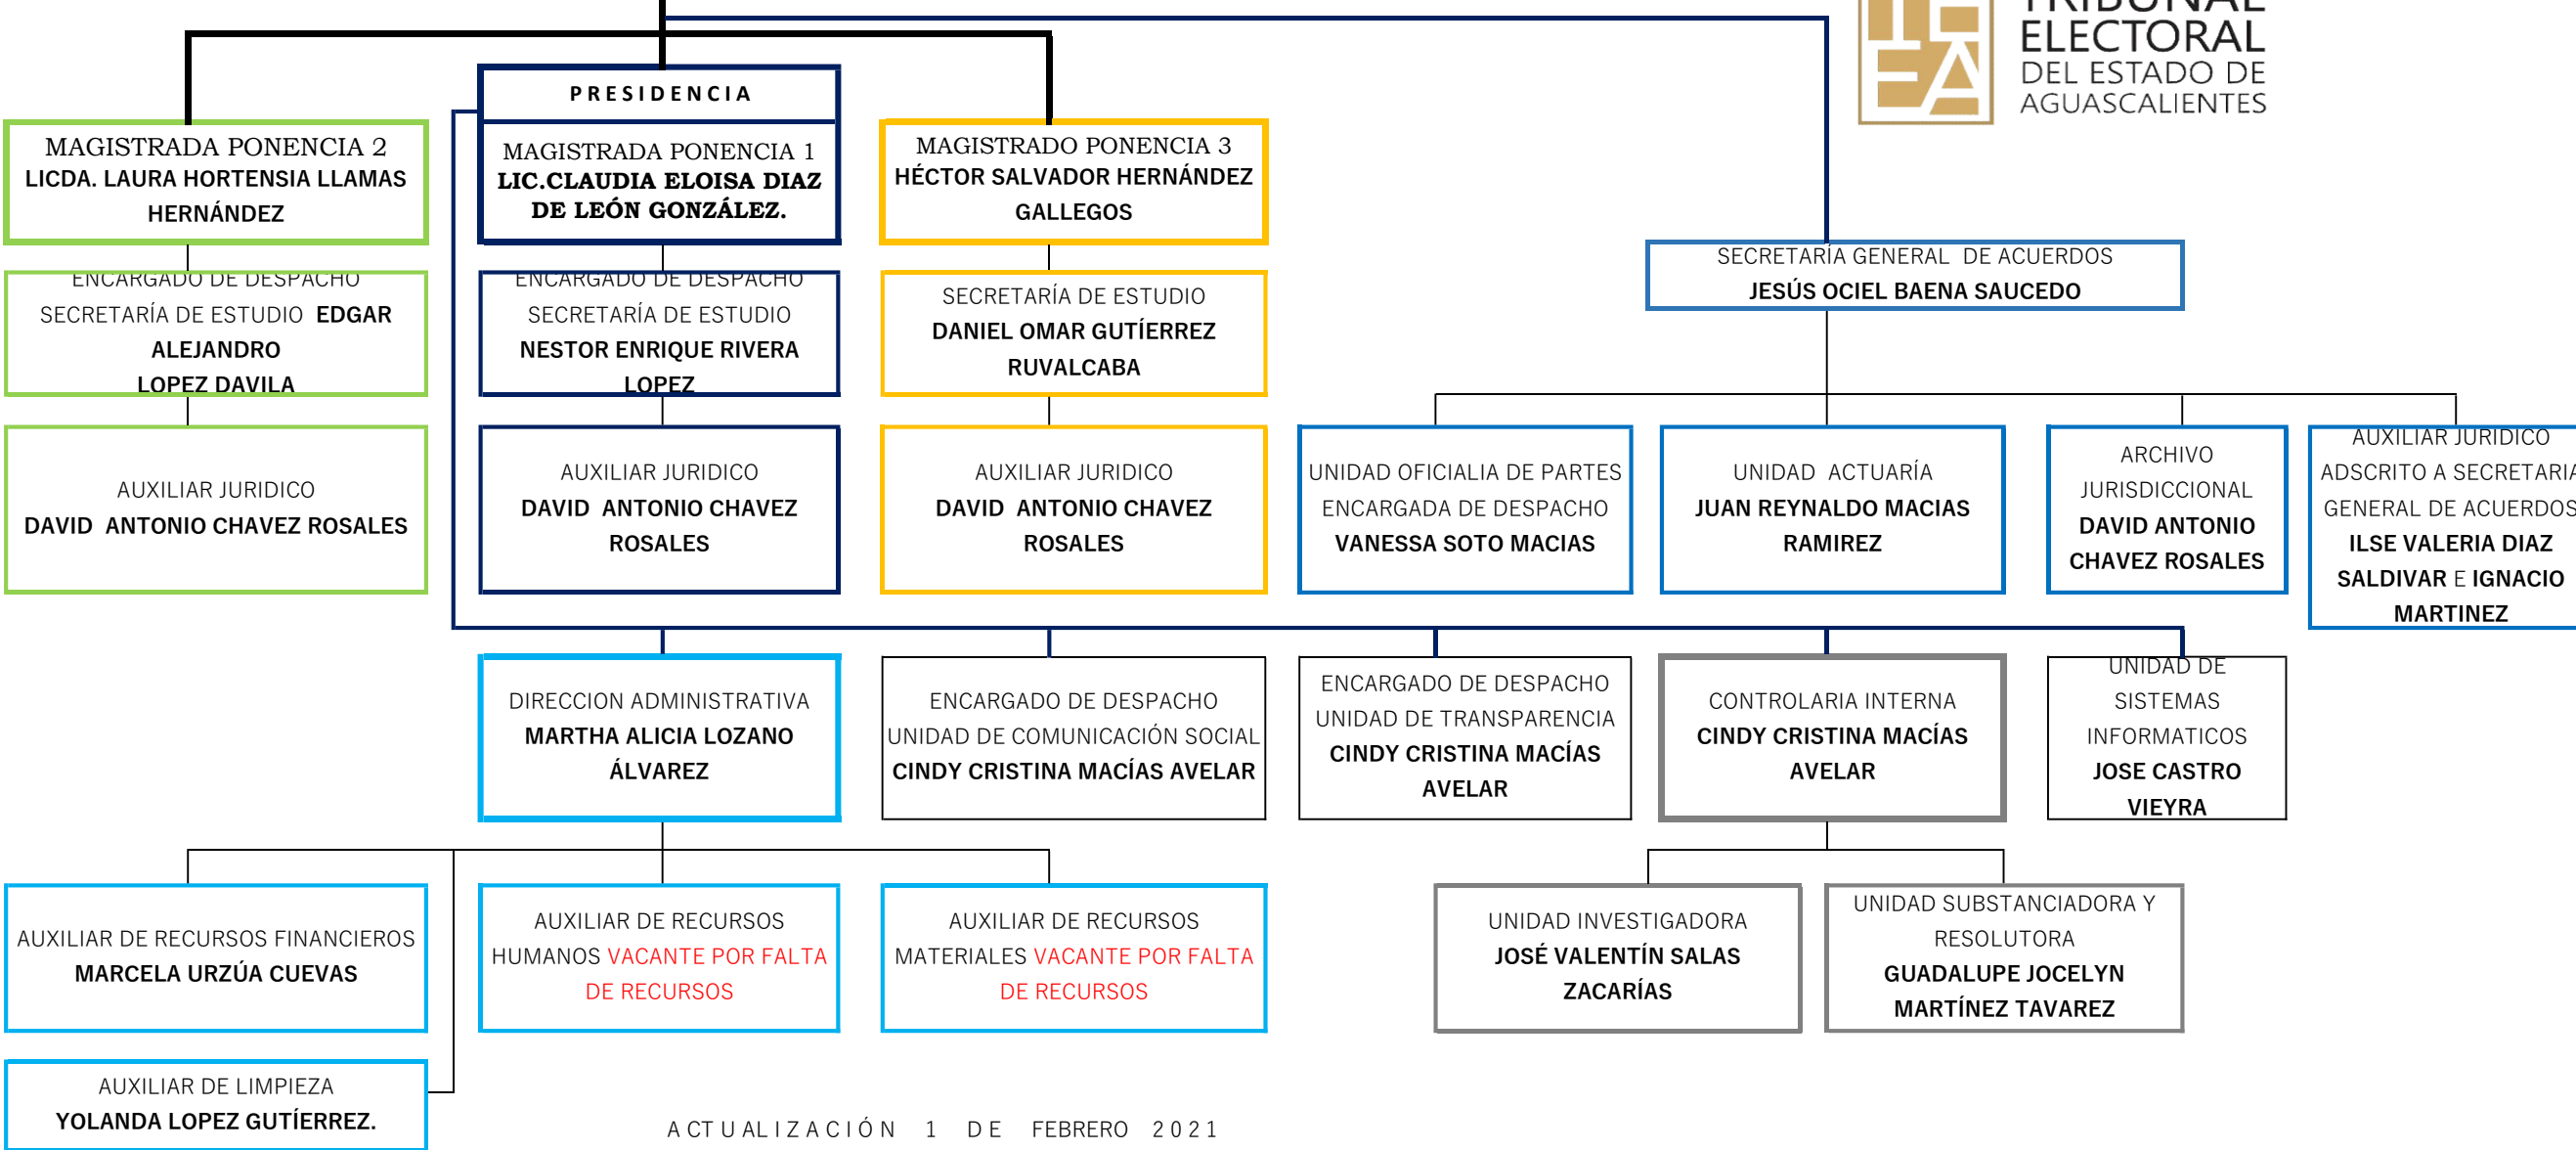 TRIBUNAL
ELECTORAL
DEL ESTADO DE
AGUASCALIENTES
PRESIDENCIA
MAGISTRADA PONENCIA 2
LICDA. LAURA HORTENSIA LLAMAS
HERNÁNDEZ
MAGISTRADA PONENCIA 1
LIC.CLAUDIA ELOISA DIAZ
DE LEÓN GONZÁLEZ.
MAGISTRADO PONENCIA 3
HÉCTOR SALVADOR HERNÁNDEZ
GALLEGOS
SECRETARÍA GENERAL DE ACUERDOS
JESÚS OCIEL BAENA SAUCEDO
ENCARGADO DE DESPACHO
SECRETARÍA DE ESTUDIO EDGAR
ALEJANDRO
LOPEZ DAVILA
ENCARGADO DE DESPACHO
SECRETARÍA DE ESTUDIO
NESTOR ENRIQUE RIVERA
LOPEZ
SECRETARÍA DE ESTUDIO
DANIEL OMAR GUTÍERREZ
RUVALCABA
AUXILIAR JURIDICO
DAVID ANTONIO CHAVEZ ROSALES
AUXILIAR JURIDICO
DAVID ANTONIO CHAVEZ
ROSALES
AUXILIAR JURIDICO
DAVID ANTONIO CHAVEZ
ROSALES
UNIDAD OFICIALIA DE PARTES
ENCARGADA DE DESPACHO
VANESSA SOTO MACIAS
UNIDAD ACTUARÍA
JUAN REYNALDO MACIAS
RAMIREZ
ARCHIVO
JURISDICCIONAL
DAVID ANTONIO
CHAVEZ ROSALES
AUXILIAR JURIDICO
ADSCRITO A SECRETARIA
GENERAL DE ACUERDOS
ILSE VALERIA DIAZ
SALDIVAR E IGNACIO
MARTINEZ
DIRECCION ADMINISTRATIVA
MARTHA ALICIA LOZANO
ÁLVAREZ
ENCARGADO DE DESPACHO
UNIDAD DE COMUNICACIÓN SOCIAL
CINDY CRISTINA MACÍAS AVELAR
ENCARGADO DE DESPACHO
UNIDAD DE TRANSPARENCIA
CINDY CRISTINA MACÍAS
AVELAR
CONTROLARIA INTERNA
CINDY CRISTINA MACÍAS
AVELAR
UNIDAD DE
SISTEMAS
INFORMATICOS
JOSE CASTRO
VIEYRA
AUXILIAR DE RECURSOS FINANCIEROS
MARCELA URZÚA CUEVAS
AUXILIAR DE RECURSOS
HUMANOS VACANTE POR FALTA
DE RECURSOS
AUXILIAR DE RECURSOS
MATERIALES VACANTE POR FALTA
DE RECURSOS
UNIDAD INVESTIGADORA
JOSÉ VALENTÍN SALAS
ZACARÍAS
UNIDAD SUBSTANCIADORA Y
RESOLUTORA
GUADALUPE JOCELYN
MARTÍNEZ TAVAREZ
AUXILIAR DE LIMPIEZA
YOLANDA LOPEZ GUTÍERREZ.
ACTUALIZACIÓN 1 DE FEBRERO 2021